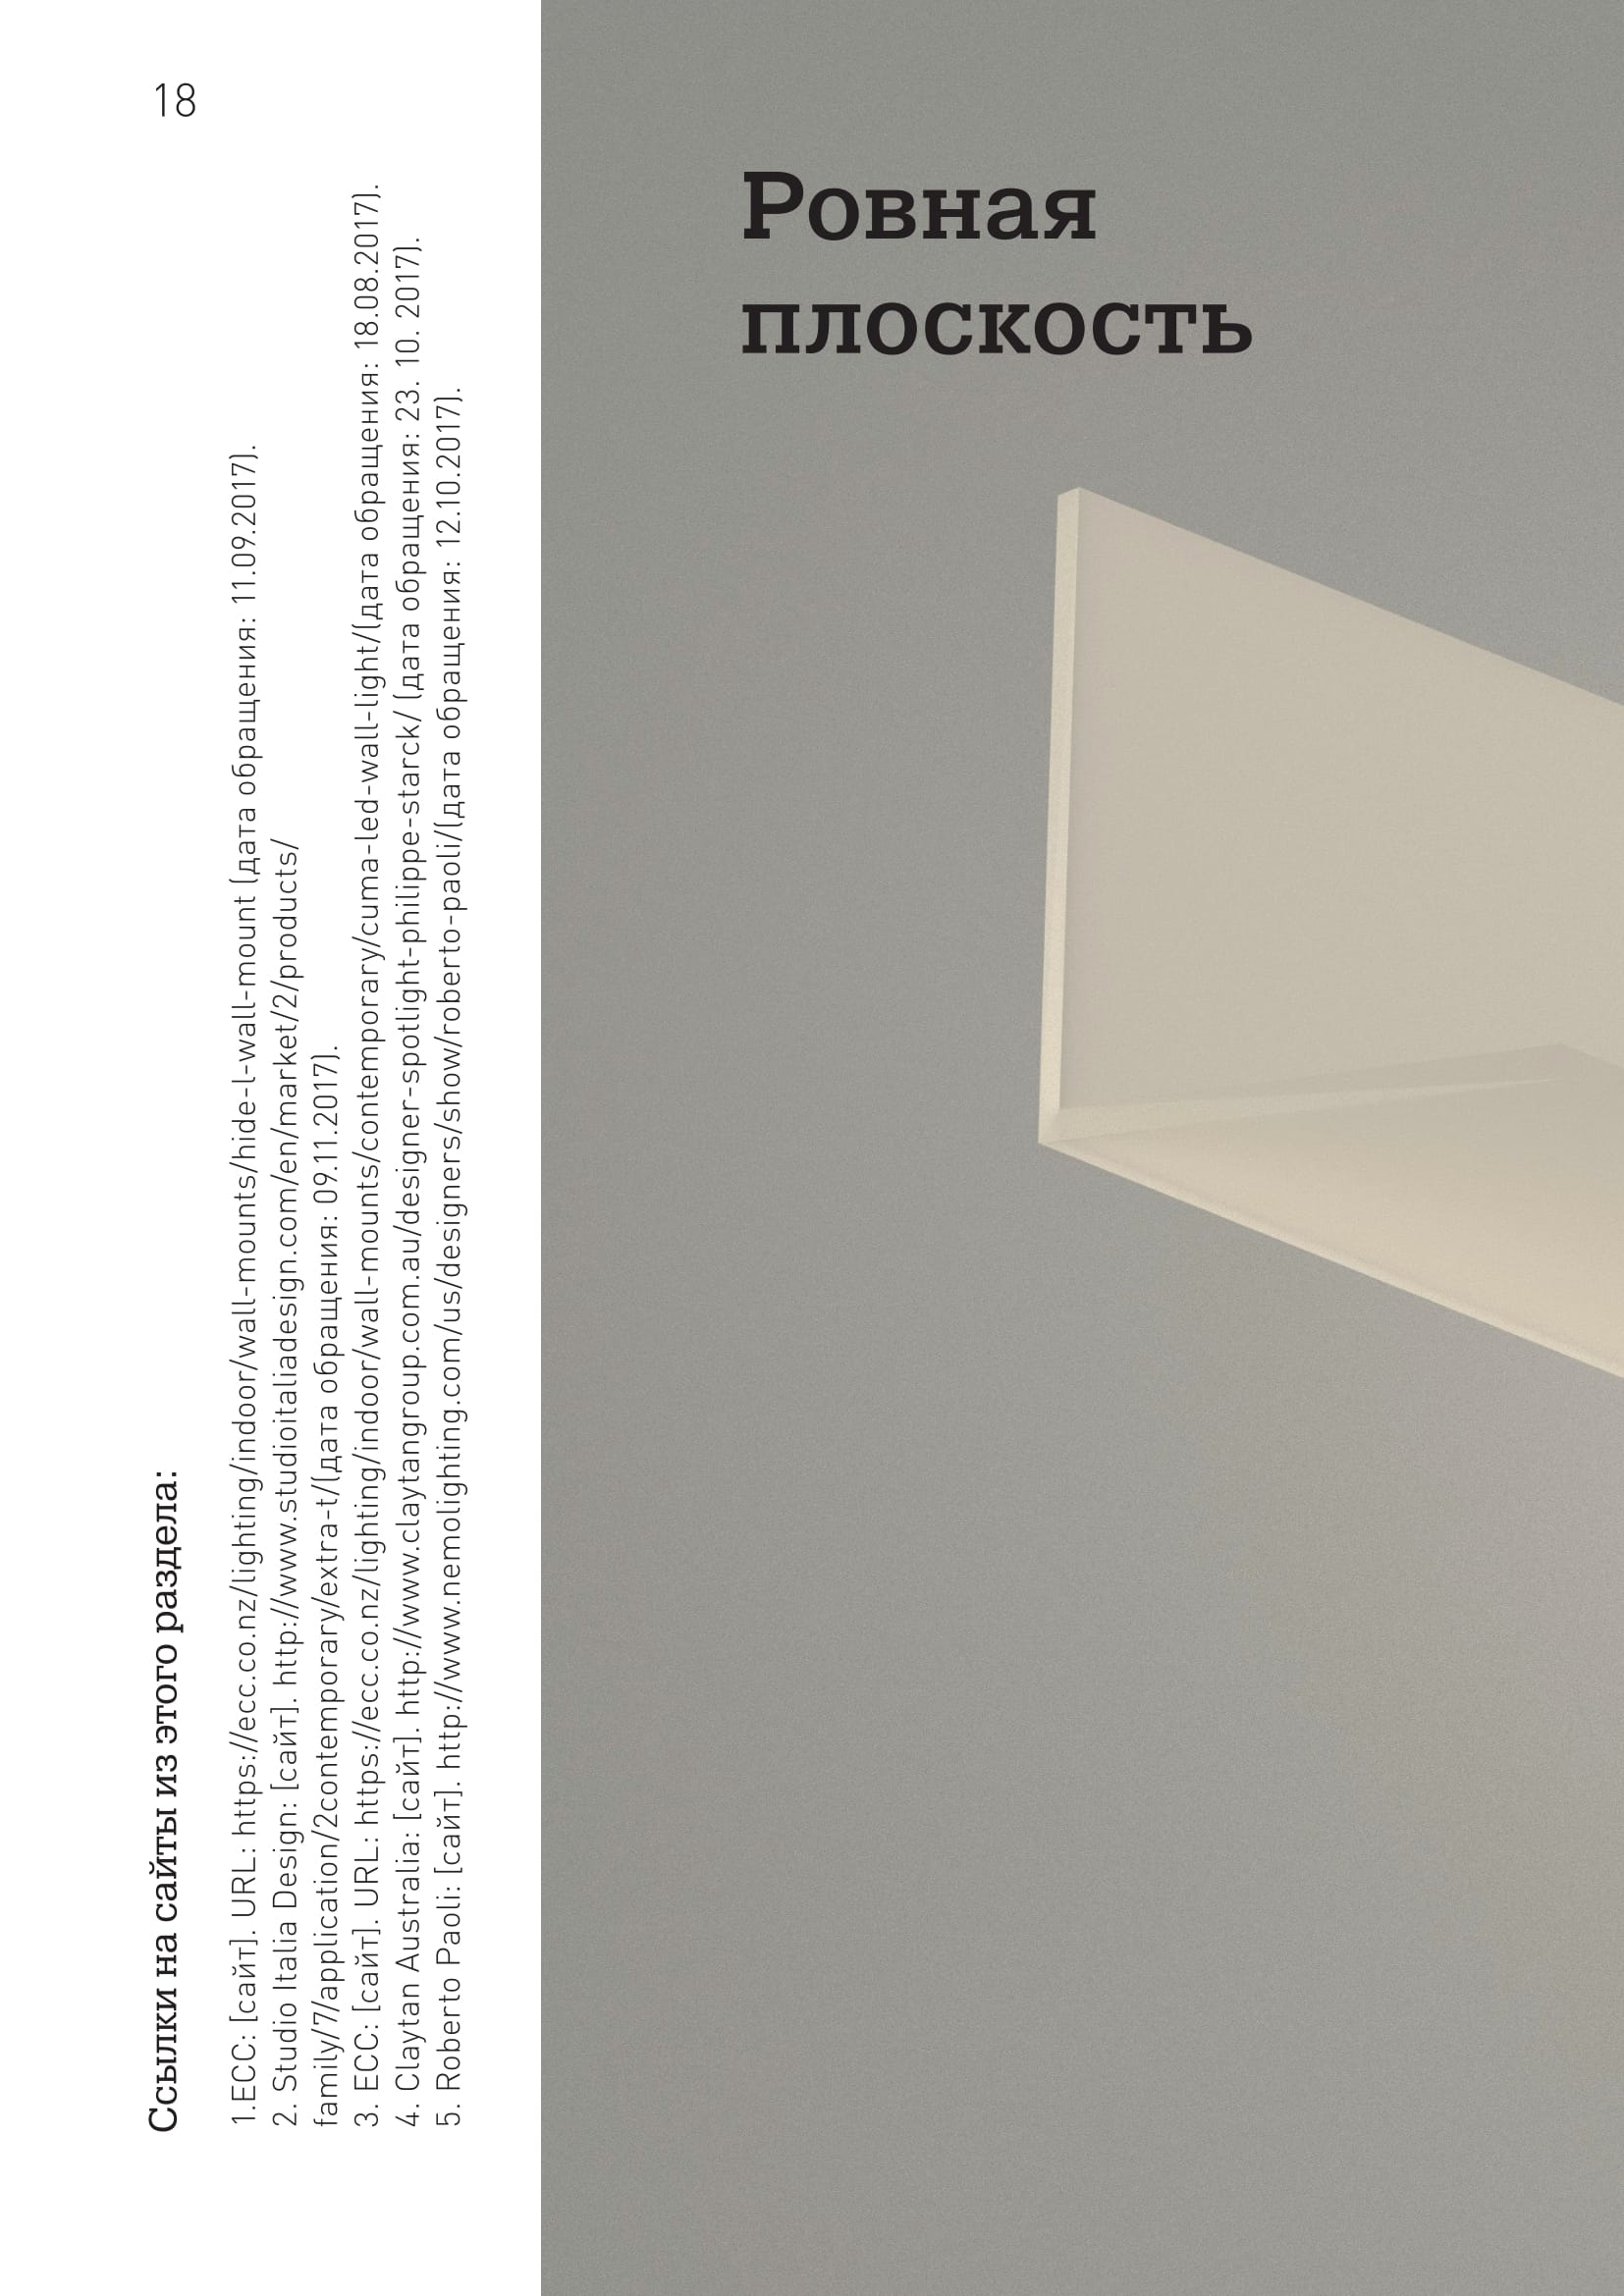 18
Ровная
плоскость
Ссылки на сайты из этого раздела:
1.ECC: [сайт]. URL: https://ecc.co.nz/lighting/indoor/wall-mounts/hide-l-wall-mount (дата обращения: 11.09.2017).
2. Studio Italia Design: [сайт]. http://www.studioitaliadesign.com/en/market/2/products/
family/7/application/2contemporary/extra-t/(дата обращения: 09.11.2017).
3. ECC: [сайт]. URL: https://ecc.co.nz/lighting/indoor/wall-mounts/contemporary/cuma-led-wall-light/(дата обращения: 18.08.2017).
4. Claytan Australia: [сайт]. http://www.claytangroup.com.au/designer-spotlight-philippe-starck/ (дата обращения: 23. 10. 2017).
5. Roberto Paoli: [сайт]. http://www.nemolighting.com/us/designers/show/roberto-paoli/(дата обращения: 12.10.2017).